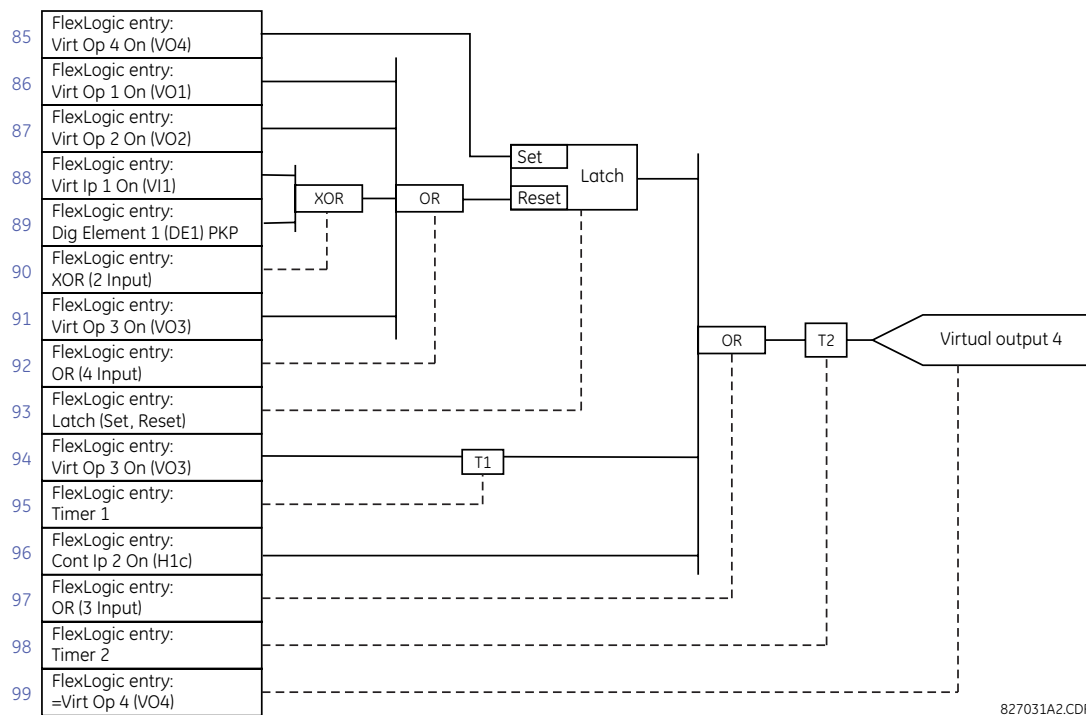 85
FlexLogic entry:
Virt Op 4 On (VO4)
86
FlexLogic entry:
Virt Op 1 On (VO1)
87
FlexLogic entry:
Virt Op 2 On (VO2)
88
FlexLogic entry:
Virt Ip 1 On (VI1)
89
FlexLogic entry:
Dig Element 1 (DE1) PKP
90
FlexLogic entry:
XOR (2 Input)
91
FlexLogic entry:
Virt Op 3 On (VO3)
92
FlexLogic entry:
OR (4 Input)
93
FlexLogic entry:
Latch (Set, Reset)
94
FlexLogic entry:
Virt Op 3 On (VO3)
95
FlexLogic entry:
Timer 1
96
FlexLogic entry:
Cont Ip 2 On (H1c)
97
FlexLogic entry:
OR (3 Input)
98
FlexLogic entry:
Timer 2
99
FlexLogic entry:
=Virt Op 4 (VO4)
XOR
OR
Set
Latch
Reset
T1
OR
T2
Virtual output 4